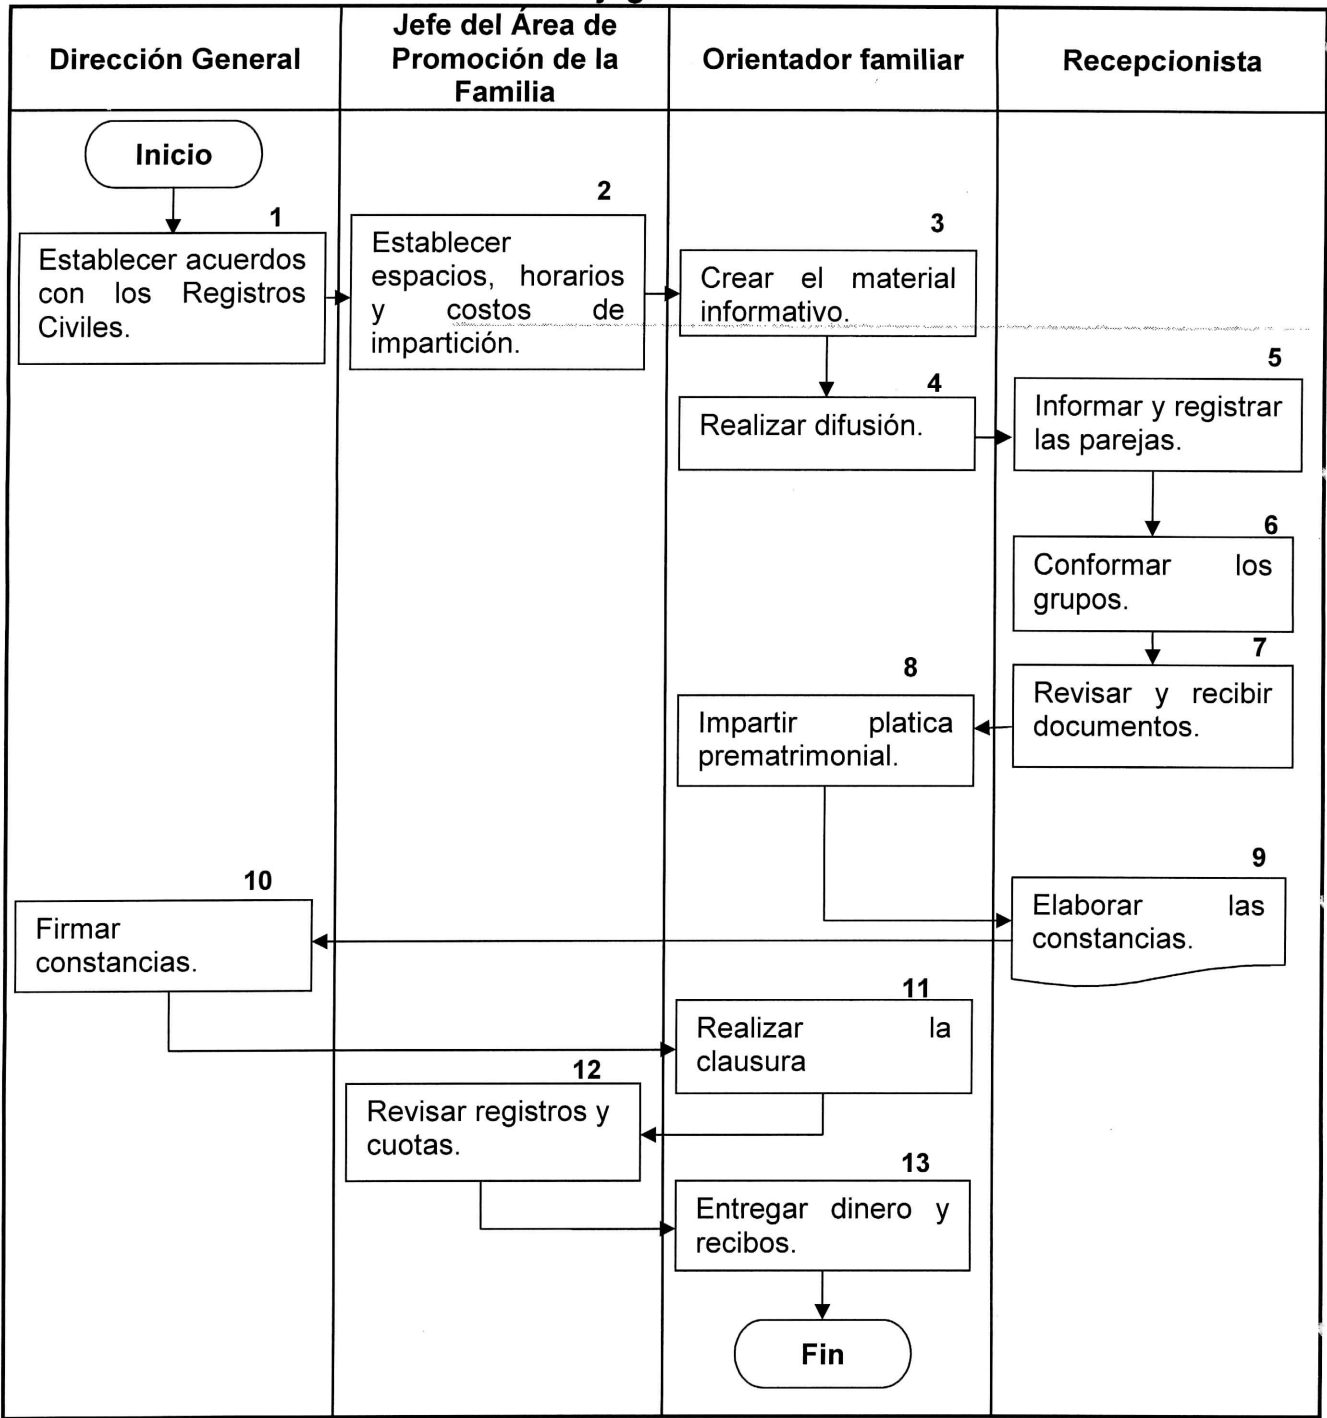 Dirección General
Jefe del Área de
Promoción de la
Familia
Orientador familiar
Recepcionista
Inicio
1
Establecer acuerdos
con los Registros
Civiles.
2
Establecer
espacios, horarios
y costos de
impartición.
3
Crear el material
informativo.
4
Realizar difusión.
5
Informar y registrar
las parejas.
6
Conformar los
grupos.
7
Revisar y recibir
documentos.
8
Impartir platica
prematrimonial.
9
Elaborar las
constancias.
10
Firmar
constancias.
11
Realizar la
clausura
12
Revisar registros y
cuotas.
13
Entregar dinero y
recibos.
Fin